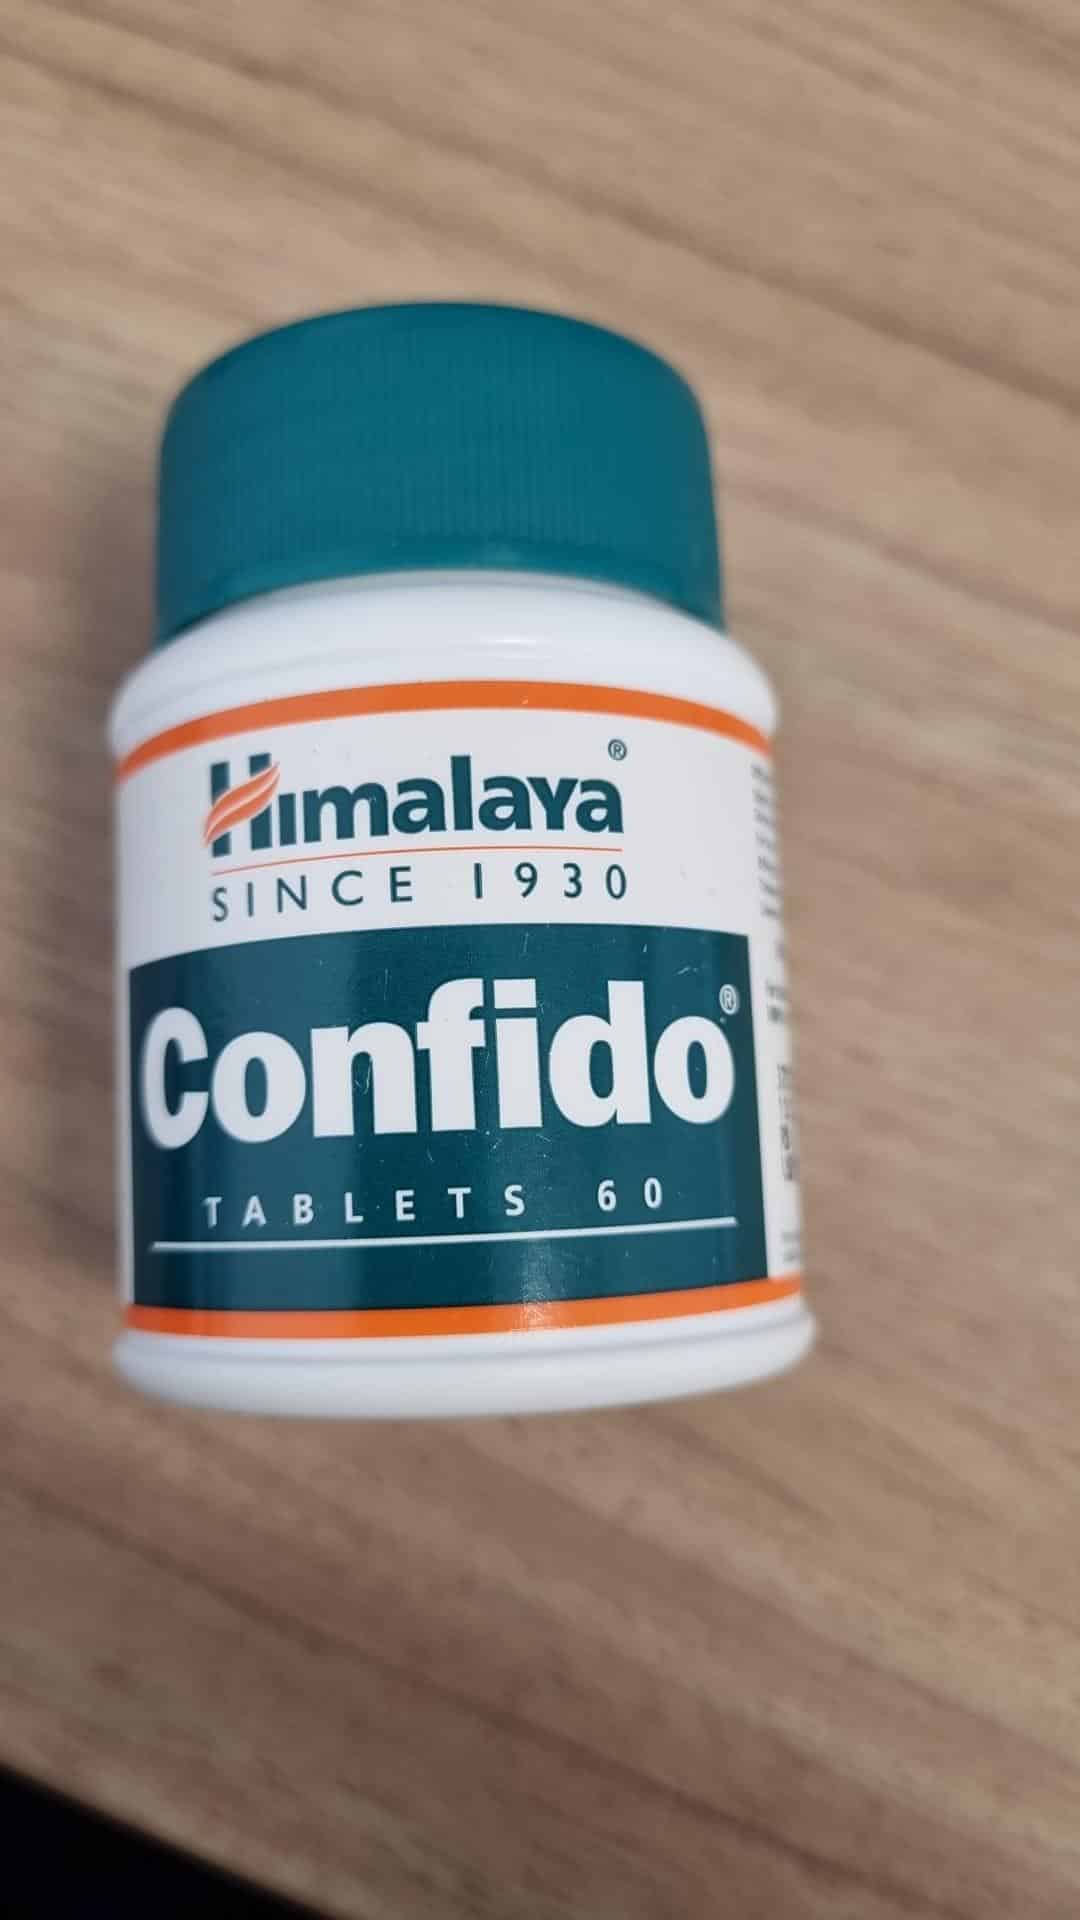 Himalaya®
SINCE 1930
Confido®
TABLETS 60